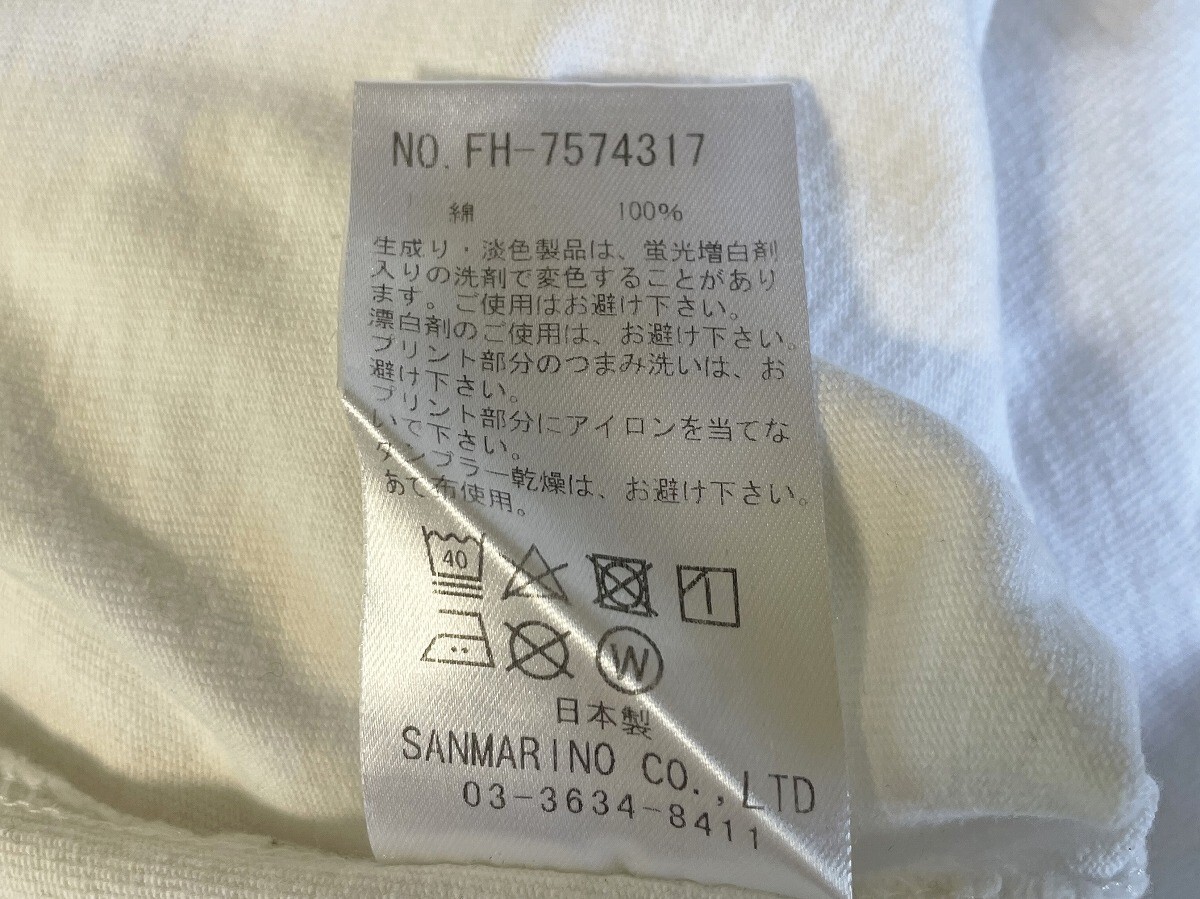 NO. FH-7574317
綿 100%
生成り・淡色製品は、蛍光増白剤
入りの洗剤で変色することがあり
ます。ご使用はお避け下さい。
漂白剤のご使用は、お避け下さい。
プリント部分のつまみ洗いは、お
避け下さい。
プリント部分にアイロンを当てな
いで下さい。
タンブラー乾燥は、お避け下さい。
あて布使用。
40
W
日本製
SANMARINO CO.,LTD
03-3634-8411